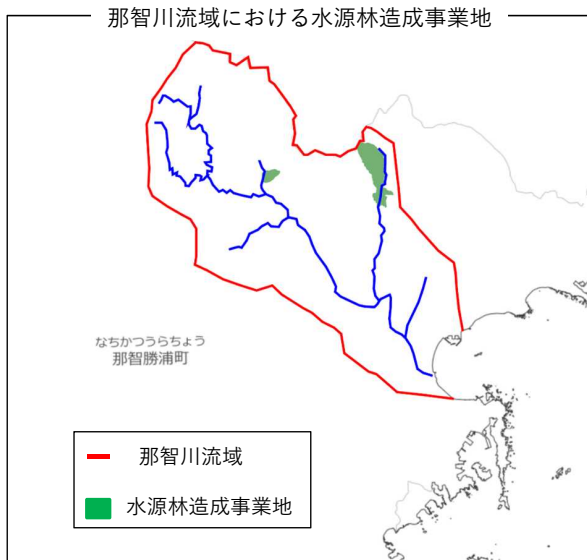 那智川流域における水源林造成事業地
なちかつうらちょう
那智勝浦町
那智川流域
水源林造成事業地